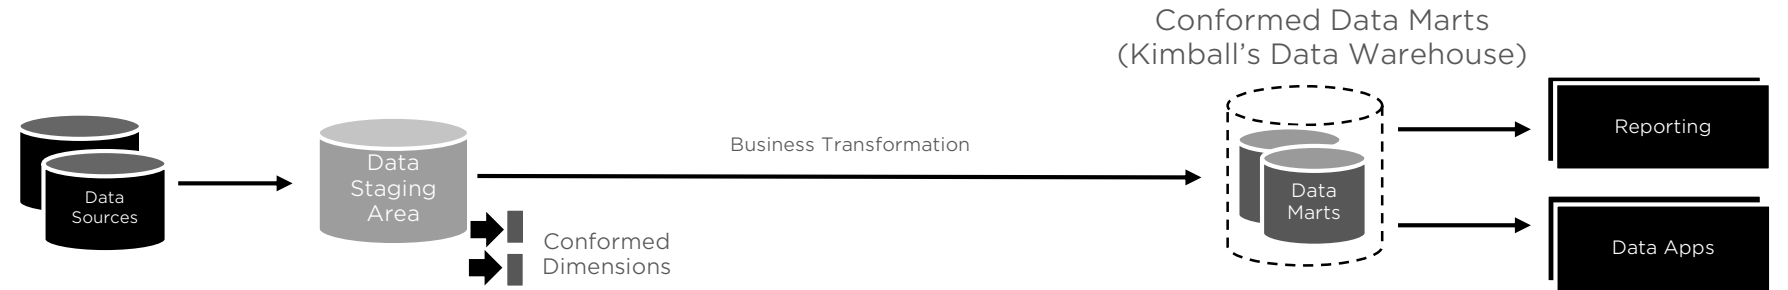 Conformed Data Marts
(Kimball's Data Warehouse)
Data
Sources
Data
Staging
Area
Business Transformation
Conformed
Dimensions
Data
Marts
Reporting
Data Apps